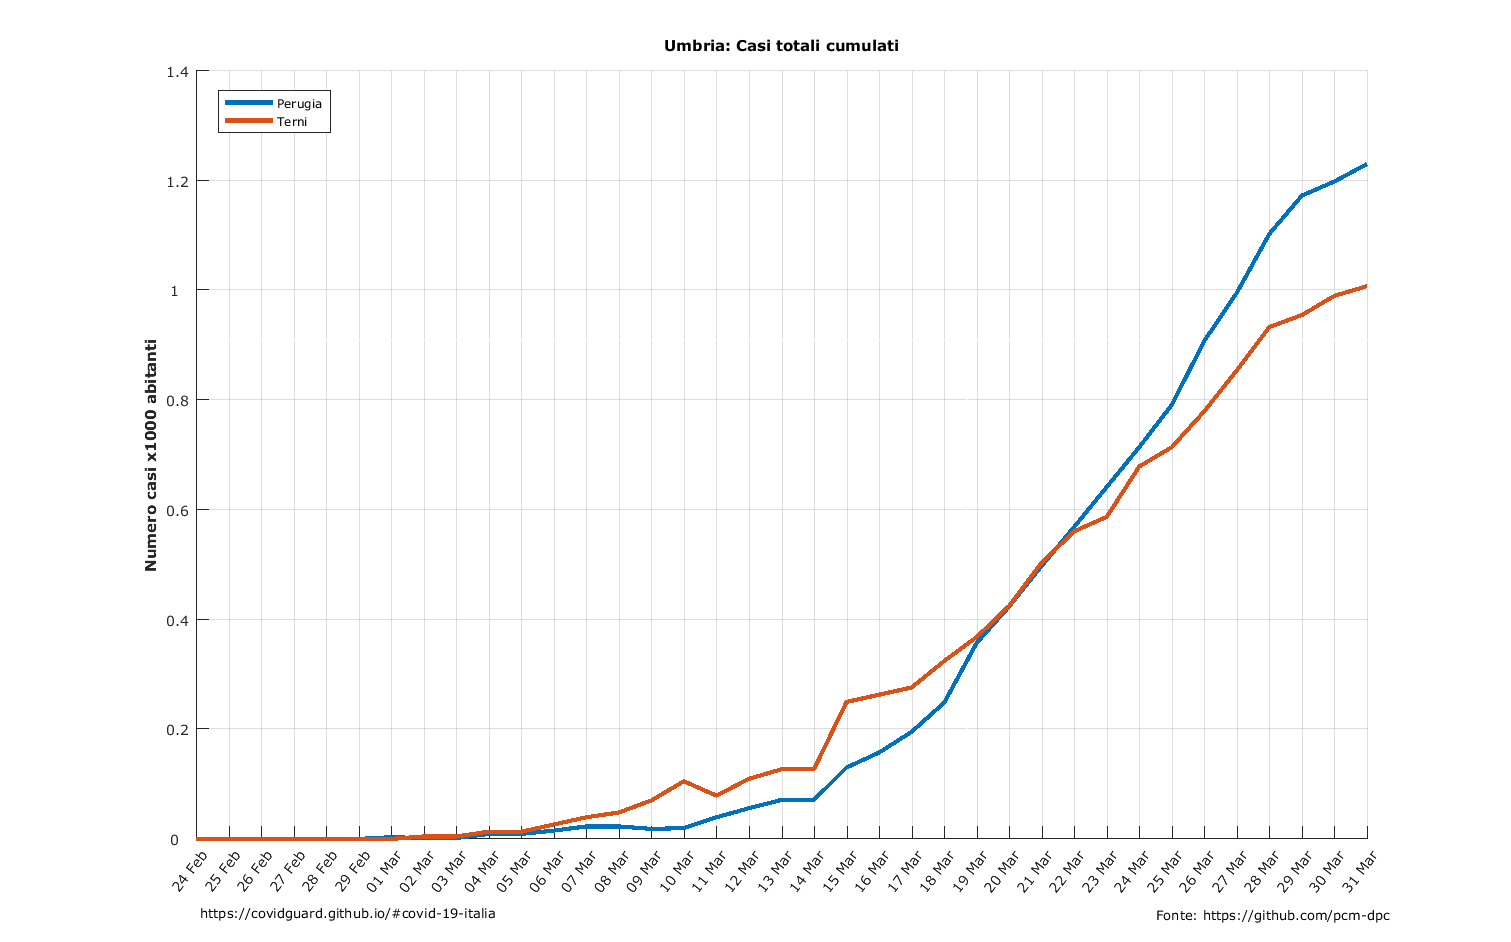 Umbria: Casi totali cumulati
1.4
1.2
1
0.8
0.6
0.4
0.2
0
Numero casi x1000 abitanti
Perugia
Terni
24 Feb
25 Feb
26 Feb
27 Feb
28 Feb
29 Feb
01 Mar
02 Mar
03 Mar
04 Mar
05 Mar
06 Mar
07 Mar
08 Mar
09 Mar
10 Mar
11 Mar
12 Mar
13 Mar
14 Mar
15 Mar
16 Mar
17 Mar
18 Mar
19 Mar
20 Mar
21 Mar
22 Mar
23 Mar
24 Mar
25 Mar
26 Mar
27 Mar
28 Mar
29 Mar
30 Mar
31 Mar
https://covidguard.github.io/#covid-19-italia
Fonte: https://github.com/pcm-dpc